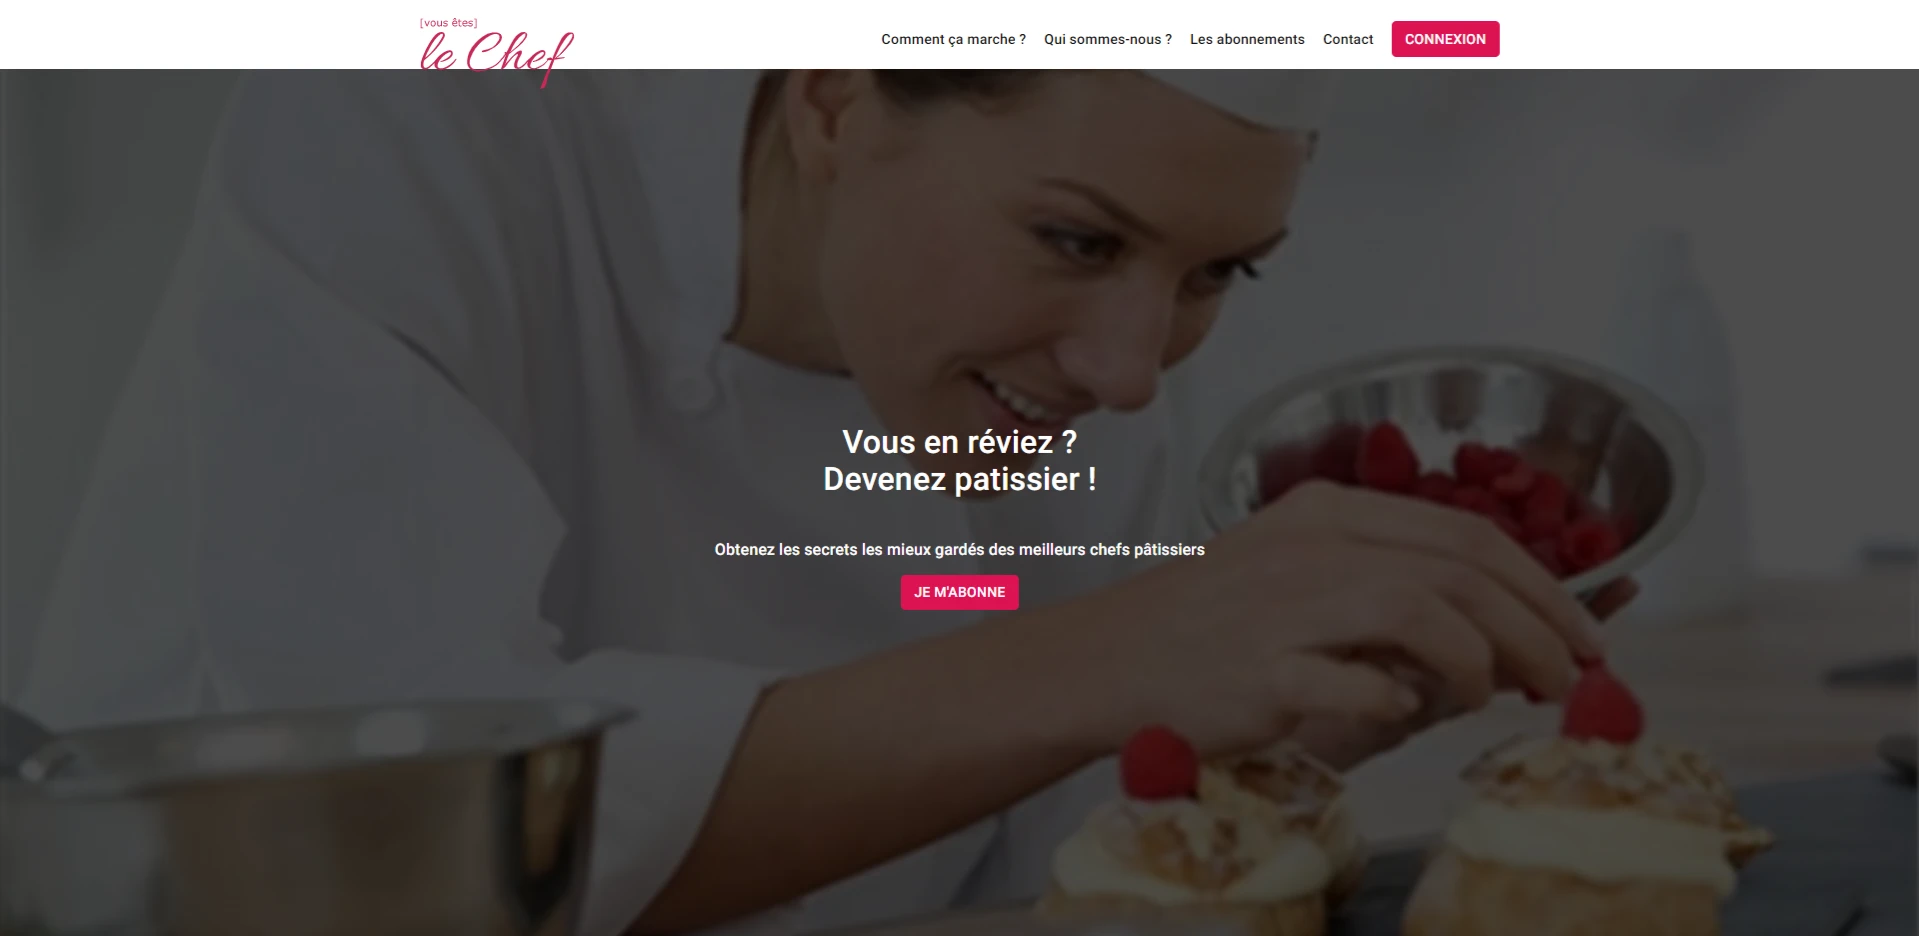 [vous êtes]
le Chef
Comment ça marche ?
Qui sommes-nous ?
Les abonnements
Contact
CONNEXION
Vous en réviez ?
Devenez patissier !
Obtenez les secrets les mieux gardés des meilleurs chefs pâtissiers
JE M'ABONNE